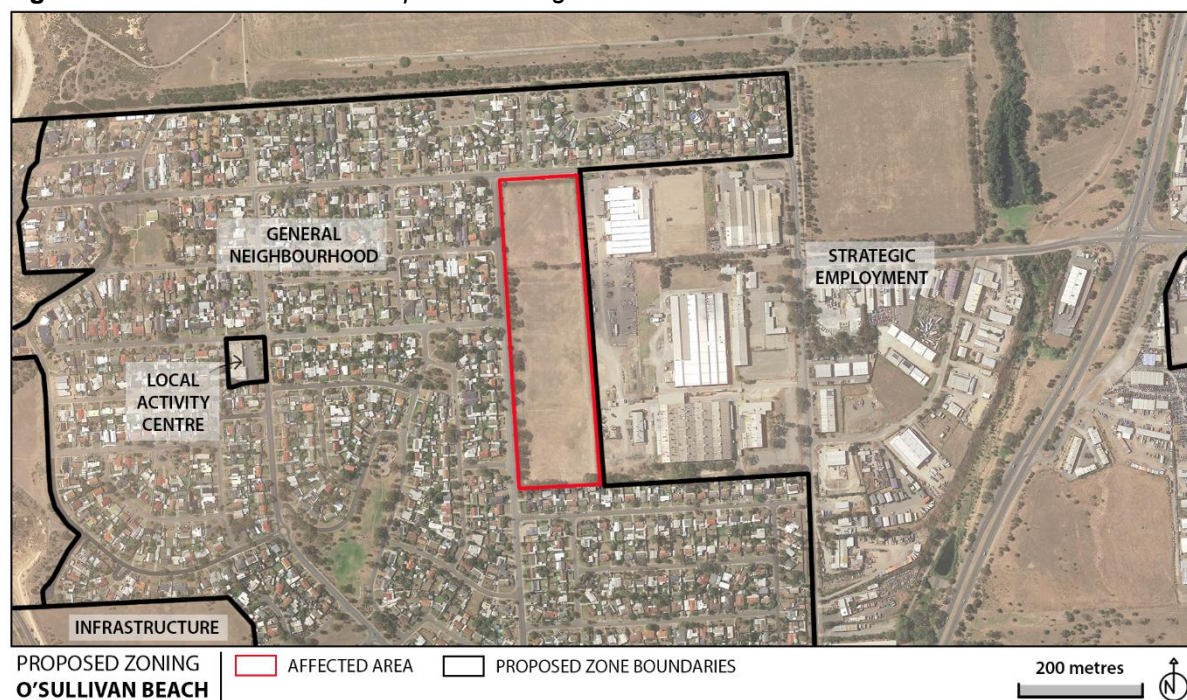 GENERAL
NEIGHBOURHOOD
STRATEGIC
EMPLOYMENT
LOCAL
ACTIVITY
CENTRE
INFRASTRUCTURE
PROPOSED ZONING
O'SULLIVAN BEACH
AFFECTED AREA
PROPOSED ZONE BOUNDARIES
200 metres
N